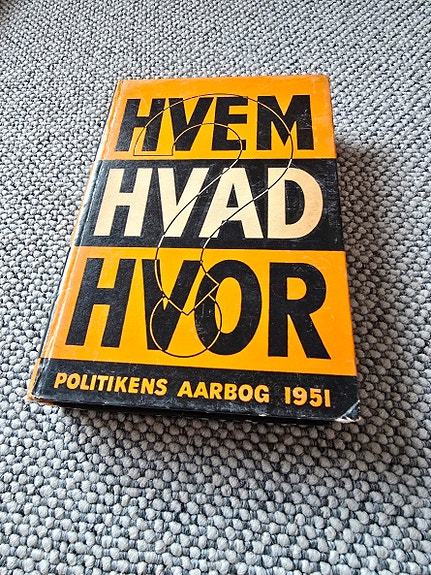 HVEM
HVAD
HVOR
POLITIKENS AARBOG 1951